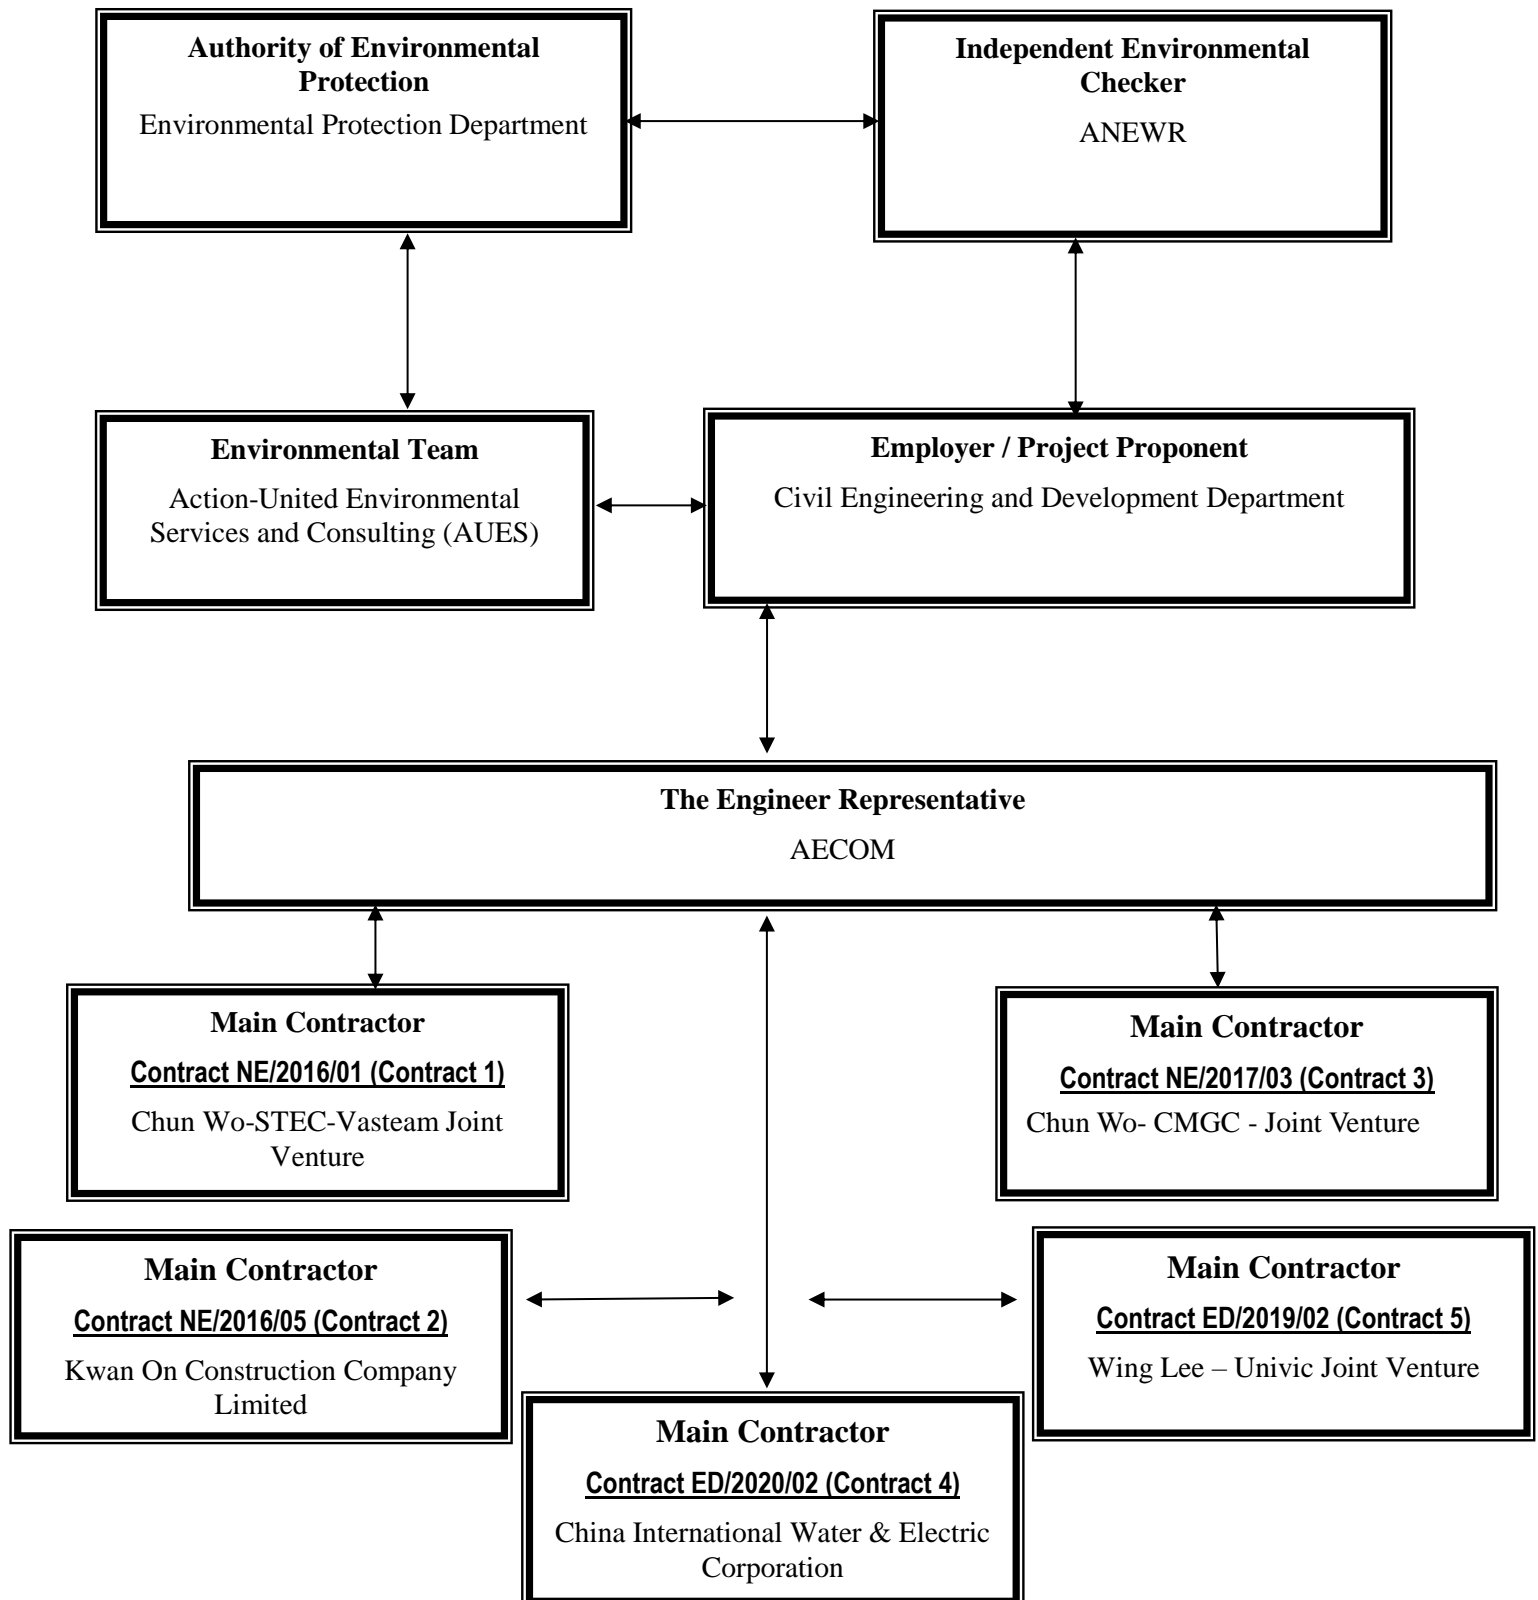 Authority of Environmental
Protection
Environmental Protection Department
Independent Environmental
Checker
ANEWR
Environmental Team
Action-United Environmental
Services and Consulting (AUES)
Employer / Project Proponent
Civil Engineering and Development Department
The Engineer Representative
AECOM
Main Contractor
Contract NE/2016/01 (Contract 1)
Chun Wo-STEC-Vasteam Joint
Venture
Main Contractor
Contract NE/2017/03 (Contract 3)
Chun Wo- CMGC - Joint Venture
Main Contractor
Contract NE/2016/05 (Contract 2)
Kwan On Construction Company
Limited
Main Contractor
Contract ED/2019/02 (Contract 5)
Wing Lee – Univic Joint Venture
Main Contractor
Contract ED/2020/02 (Contract 4)
China International Water & Electric
Corporation